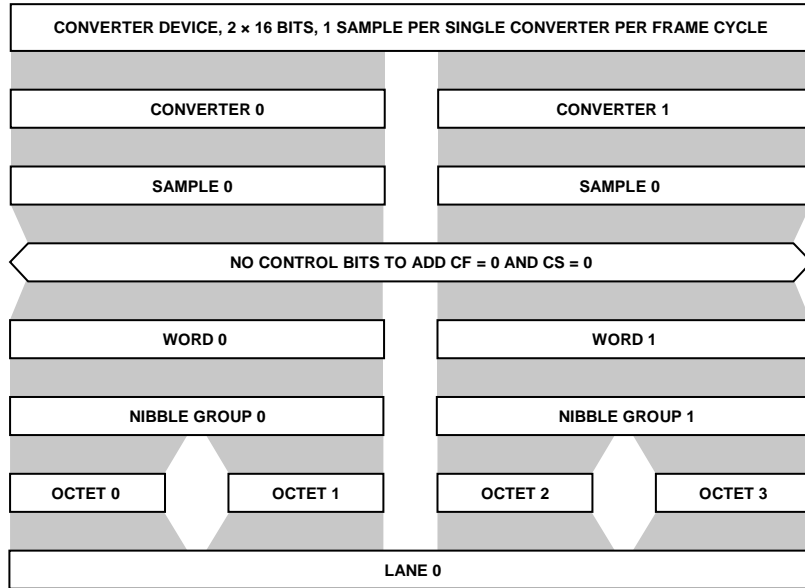 CONVERTER DEVICE, 2 × 16 BITS, 1 SAMPLE PER SINGLE CONVERTER PER FRAME CYCLE
CONVERTER 0
CONVERTER 1
SAMPLE 0
SAMPLE 0
NO CONTROL BITS TO ADD CF = 0 AND CS = 0
WORD 0
WORD 1
NIBBLE GROUP 0
NIBBLE GROUP 1
OCTET 0
OCTET 1
OCTET 2
OCTET 3
LANE 0